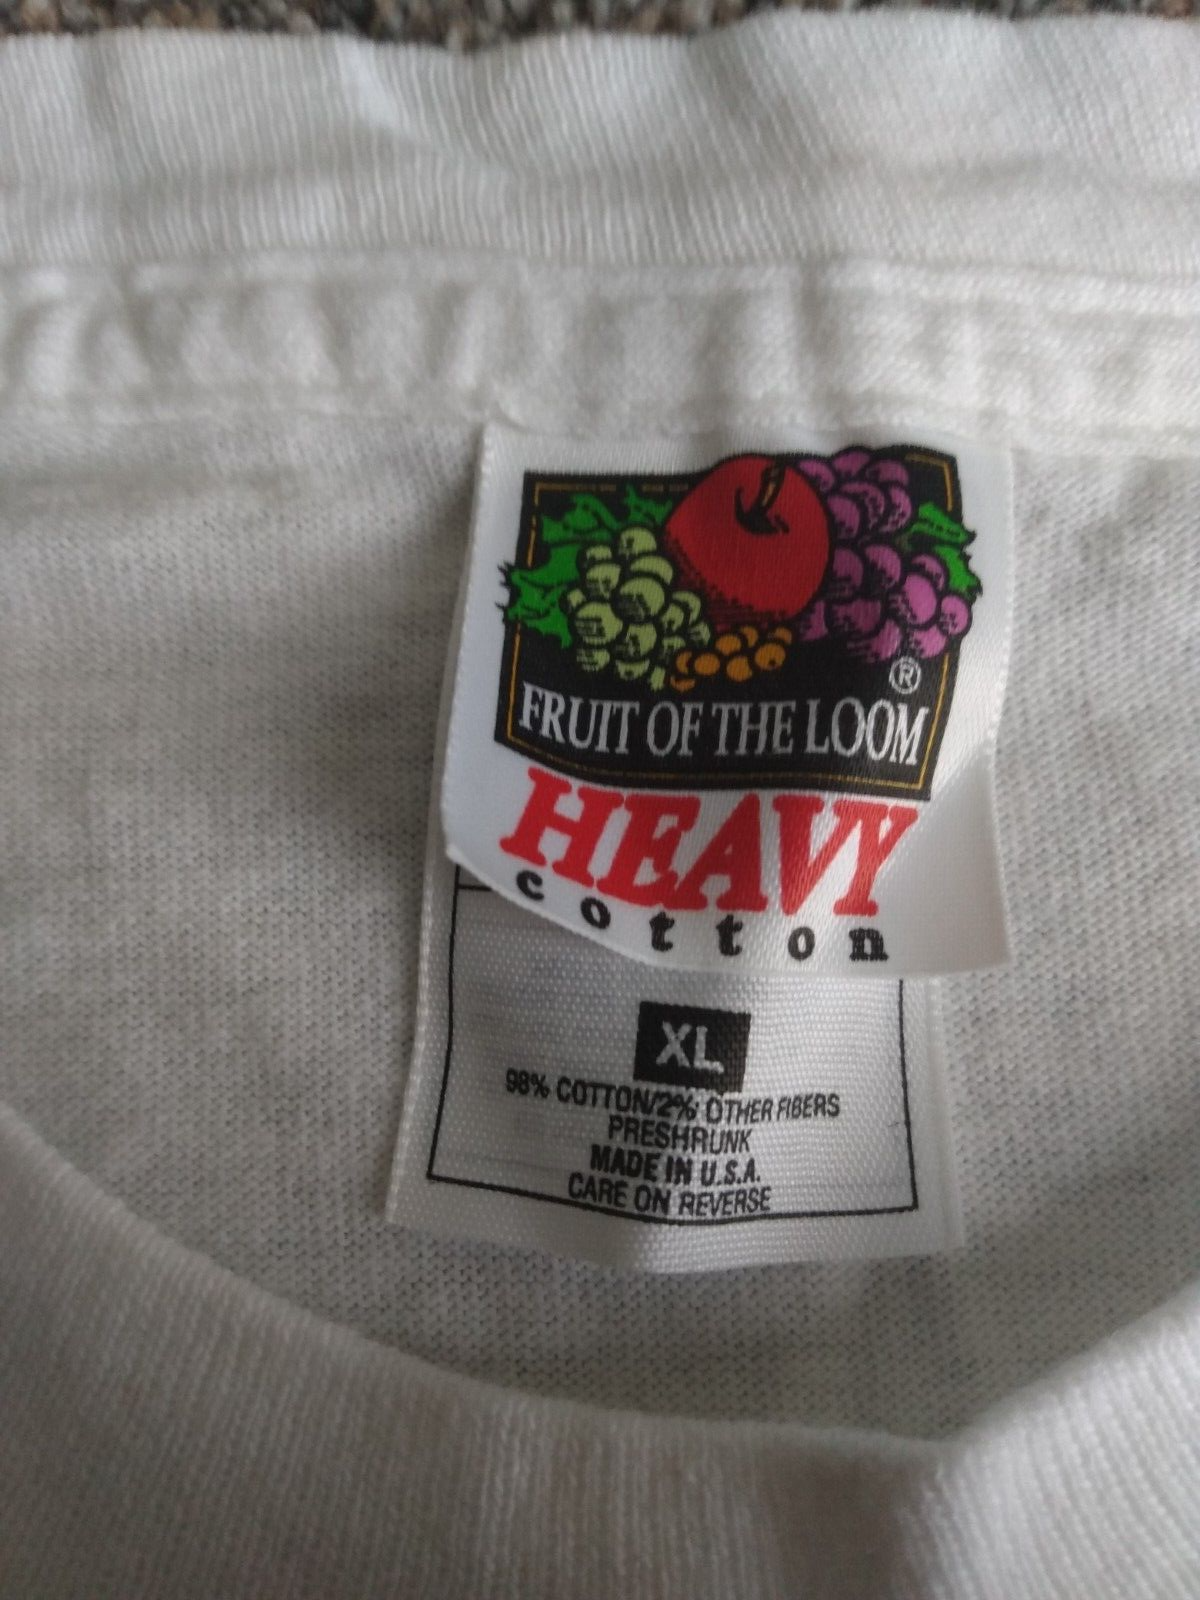 FRUIT OF THE LOOM®
HEAVY
cotton
XL
98% COTTON/2% OTHER FIBERS
PRESHRUNK
MADE IN U.S.A.
CARE ON REVERSE